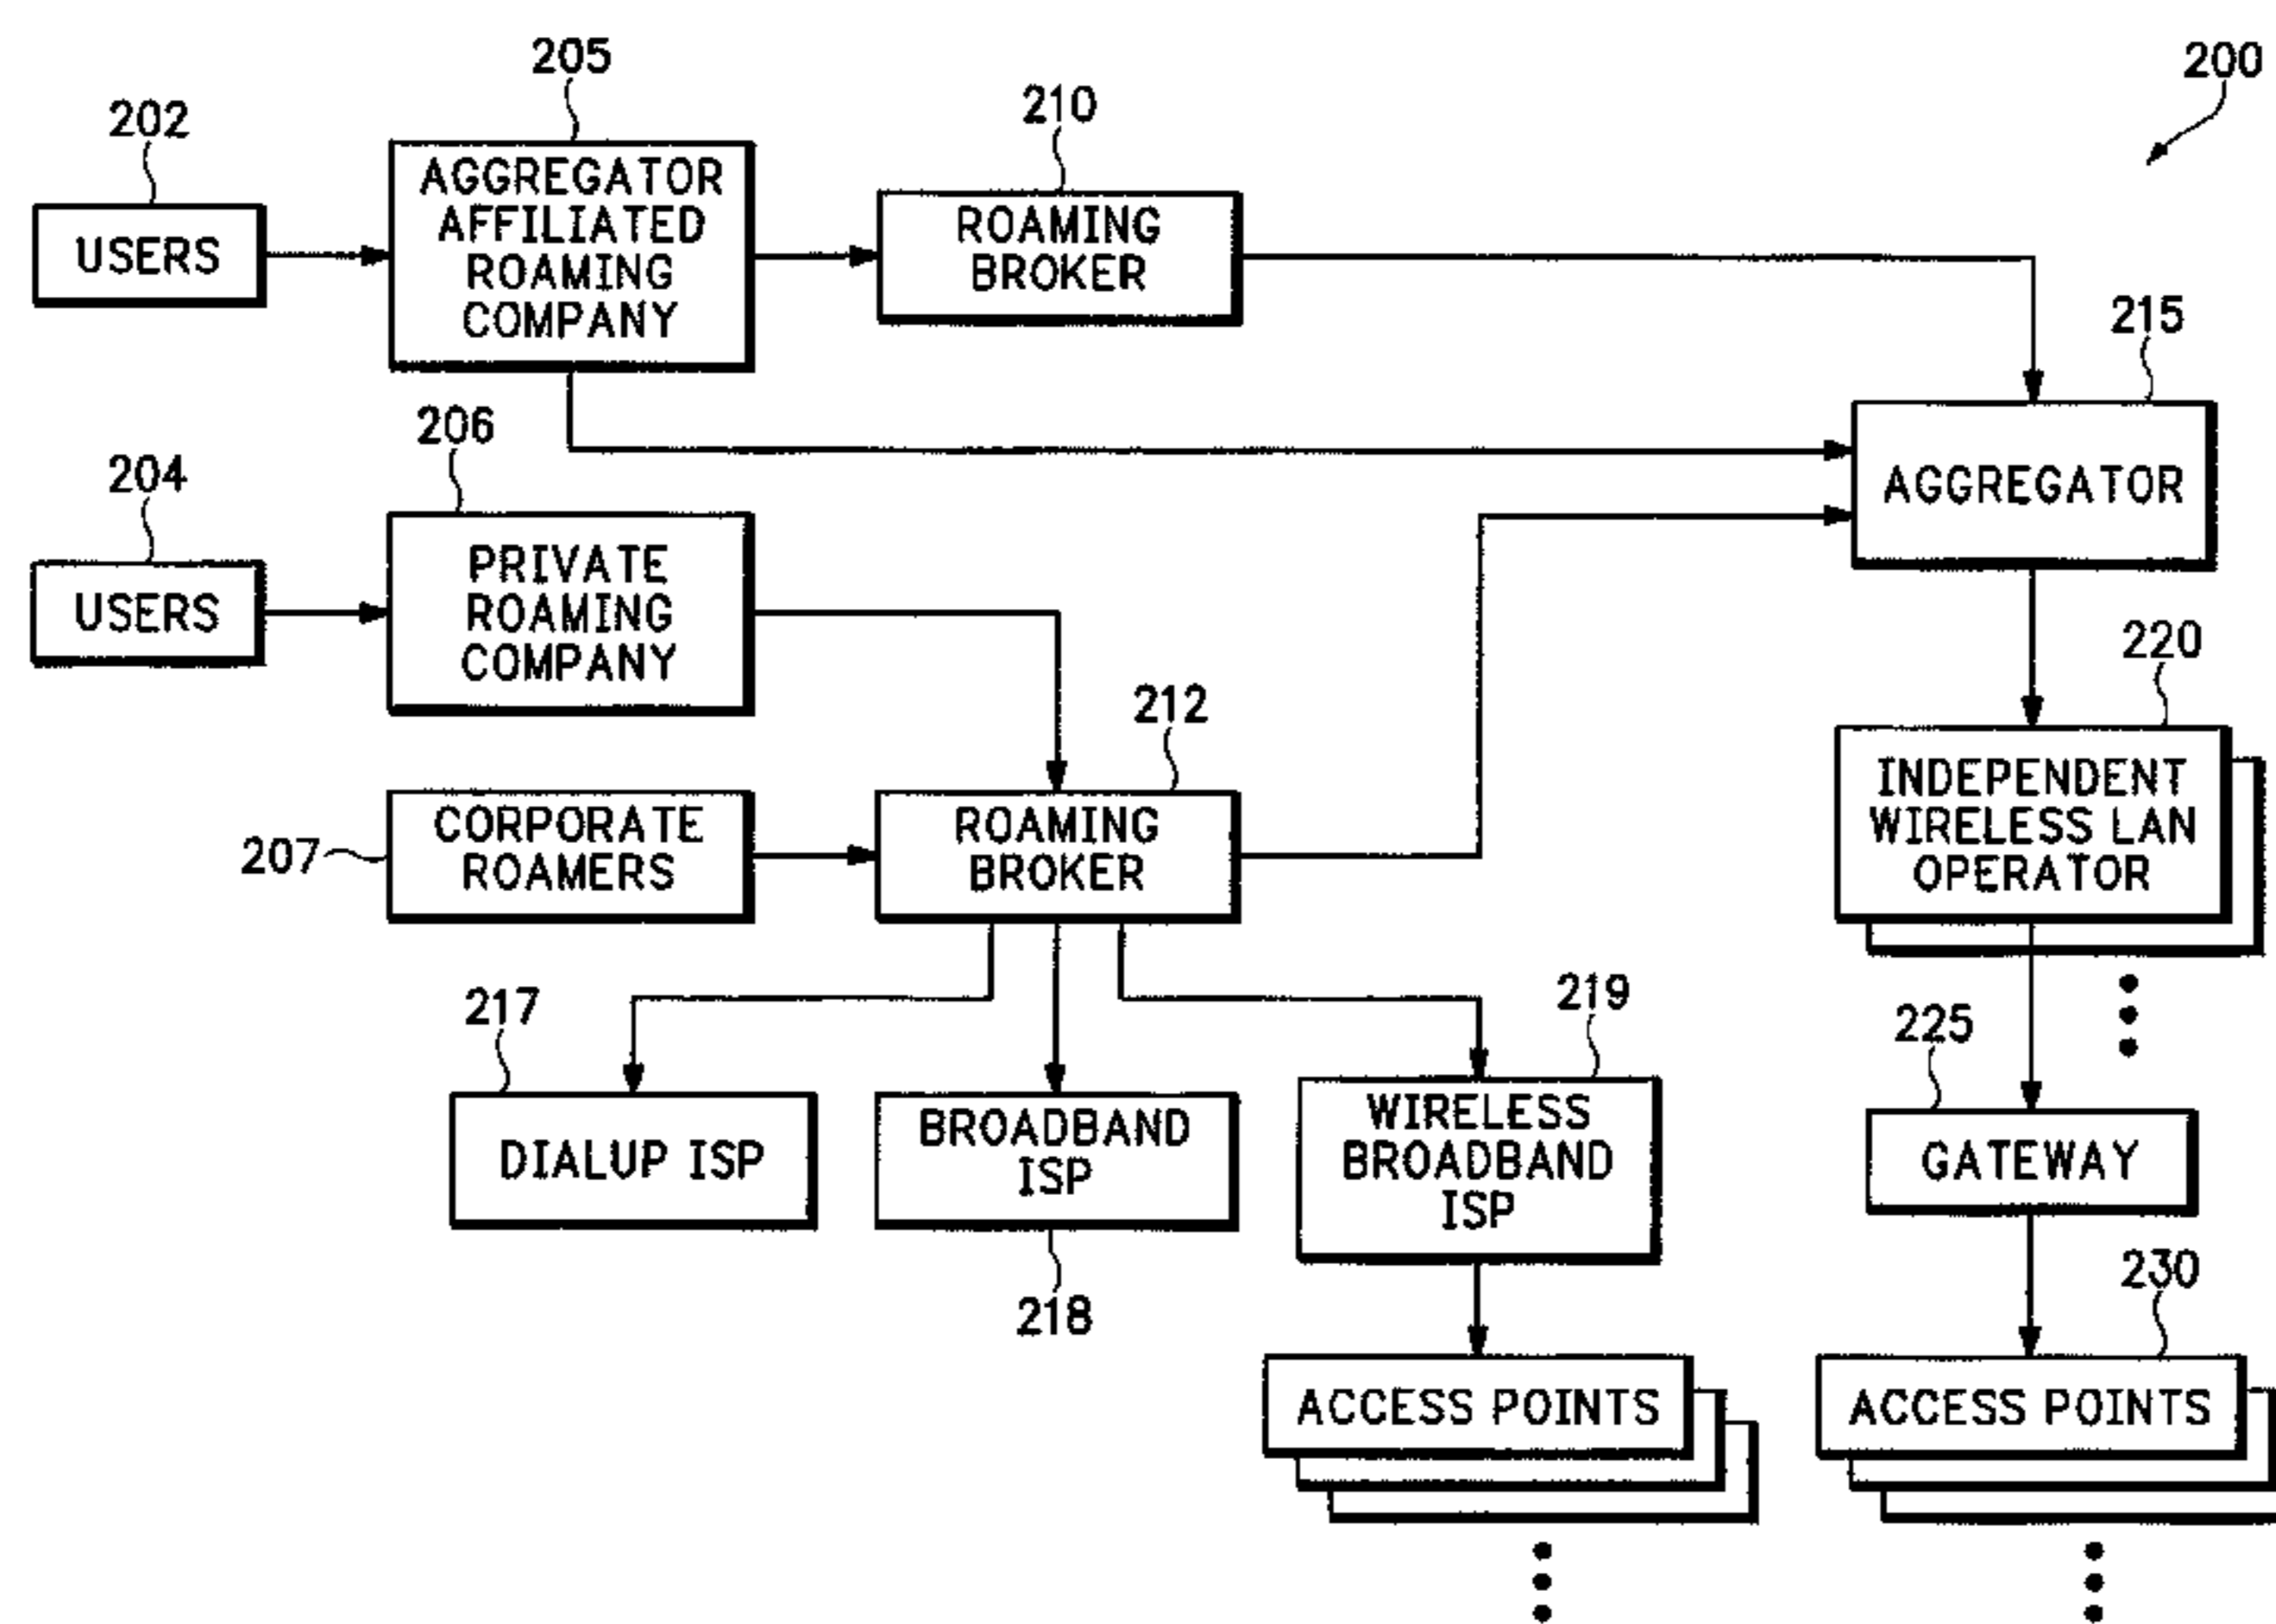 205
200
202
210
AGGREGATOR
AFFILIATED
ROAMING
COMPANY
ROAMING
BROKER
USERS
215
206
204
AGGREGATOR
PRIVATE
ROAMING
COMPANY
USERS
220
212
INDEPENDENT
WIRELESS LAN
OPERATOR
207
CORPORATE
ROAMERS
ROAMING
BROKER
217
219
225
DIALUP ISP
BROADBAND
ISP
WIRELESS
BROADBAND
ISP
GATEWAY
218
230
ACCESS POINTS
ACCESS POINTS